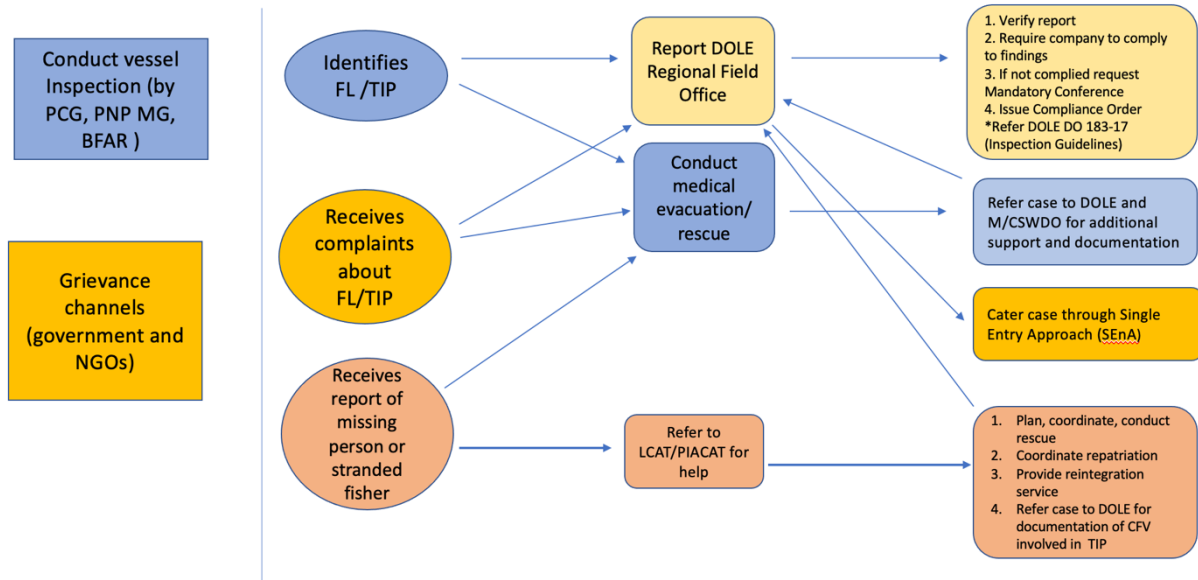 Conduct vessel
Inspection (by
PCG, PNP MG,
BFAR )
Grievance
channels
(government and
NGOs)
Identifies
FL /TIP
Receives
complaints
about
FL/TIP
Receives
report of
missing
person or
stranded
fisher
Report DOLE
Regional Field
Office
Conduct
medical
evacuation/
rescue
Refer to
LCAT/PIACAT for
help
1. Verify report
2. Require company to comply
to findings
3. If not complied request
Mandatory Conference
4. Issue Compliance Order
*Refer DOLE DO 183-17
(Inspection Guidelines)
Refer case to DOLE and
M/CSWDO for additional
support and documentation
Cater case through Single
Entry Approach (SEnA)
1. Plan, coordinate, conduct
rescue
2. Coordinate repatriation
3. Provide reintegration
service
4. Refer case to DOLE for
documentation of CFV
involved in TIP